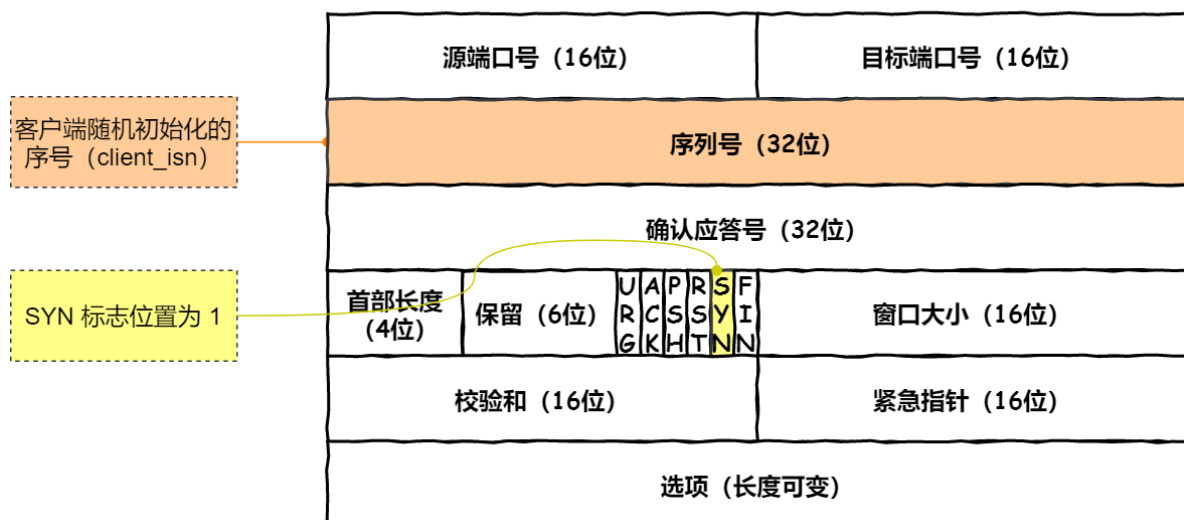 源端口号（16位）
目标端口号（16位）
客户端随机初始化的
序号（client_isn）
序列号（32位）
确认应答号（32位）
SYN 标志位置为 1
首部长度
(4位)
保留（6位）
URG
ACK
PSH
RST
SYN
FIN
窗口大小（16位）
校验和（16位）
紧急指针（16位）
选项（长度可变）